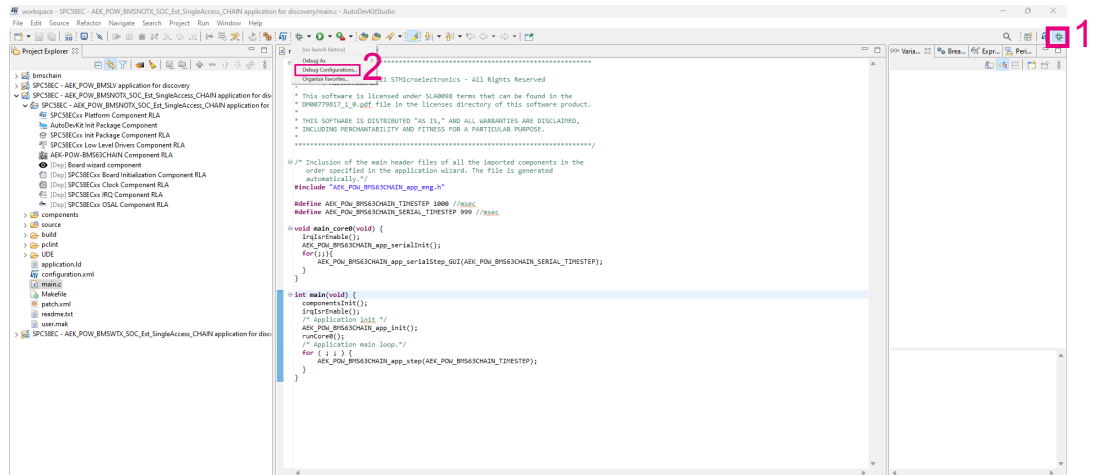 workspace - SPC58EC - AEK_POW_BMSNOTX_SOC_Est_SingleAccess_CHAIN application for discovery/main.c - AutoDevKitStudio
File Edit Source Refactor Navigate Search Project Run Window Help
1
Project Explorer
bmschain
SPC58EC - AEK_POW_BMSLV application for discovery
SPC58EC - AEK_POW_BMSNOTX_SOC_Est_SingleAccess_CHAIN application for dis
SPC58EC - AEK_POW_BMSNOTX_SOC_Est_SingleAccess_CHAIN application for
SPC58ECxx Platform Component RLA
AutoDevKit Init Package Component
SPC58ECxx Init Package Component RLA
SPC58ECxx Low Level Drivers Component RLA
AEK-POW-BMS63CHAIN Component RLA
[Dep] Board wizard component
[Dep] SPC58ECxx Board Initialization Component RLA
[Dep] SPC58ECxx Clock Component RLA
[Dep] SPC58ECxx IRQ Component RLA
[Dep] SPC58ECxx OSAL Component RLA
components
source
build
pclint
UDE
application.ld
configuration.xml
main.c
Makefile
patch.xml
readme.txt
user.mak
SPC58EC - AEK_POW_BMSWTX_SOC_Est_SingleAccess_CHAIN application for disc
(no launch history)
Debug As
Debug Configurations...
Organize Favorites...
2
****************************************************
21 STMicroelectronics - All Rights Reserved
*
* This software is licensed under SLA0098 terms that can be found in the
* DM00779817_1_0.pdf file in the licenses directory of this software product.
*
* THIS SOFTWARE IS DISTRIBUTED "AS IS," AND ALL WARRANTIES ARE DISCLAIMED,
* INCLUDING MERCHANTABILITY AND FITNESS FOR A PARTICULAR PURPOSE.
*
*****************************************************************************/
/* Inclusion of the main header files of all the imported components in the
order specified in the application wizard. The file is generated
automatically.*/
#include "AEK_POW_BMS63CHAIN_app_mng.h"
#define AEK_POW_BMS63CHAIN_TIMESTEP 1000 //msec
#define AEK_POW_BMS63CHAIN_SERIAL_TIMESTEP 999 //msec
void main_core0(void) {
irqIsrEnable();
AEK_POW_BMS63CHAIN_app_serialInit();
for(;;){
AEK_POW_BMS63CHAIN_app_serialStep_GUI(AEK_POW_BMS63CHAIN_SERIAL_TIMESTEP);
}
}
int main(void) {
componentsInit();
irqIsrEnable();
/* Application init */
AEK_POW_BMS63CHAIN_app_init();
runCore0();
/* Application main loop.*/
for ( ; ; ) {
AEK_POW_BMS63CHAIN_app_step(AEK_POW_BMS63CHAIN_TIMESTEP);
}
}
(x)= Varia... Brea... Expr... Peri...